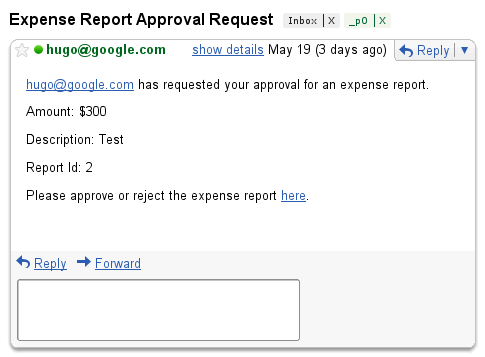 Expense Report Approval Request Inbox | X _p0 | X
hugo@google.com show details May 19 (3 days ago) Reply
hugo@google.com has requested your approval for an expense report.
Amount: $300
Description: Test
Report Id: 2
Please approve or reject the expense report here.
Reply Forward